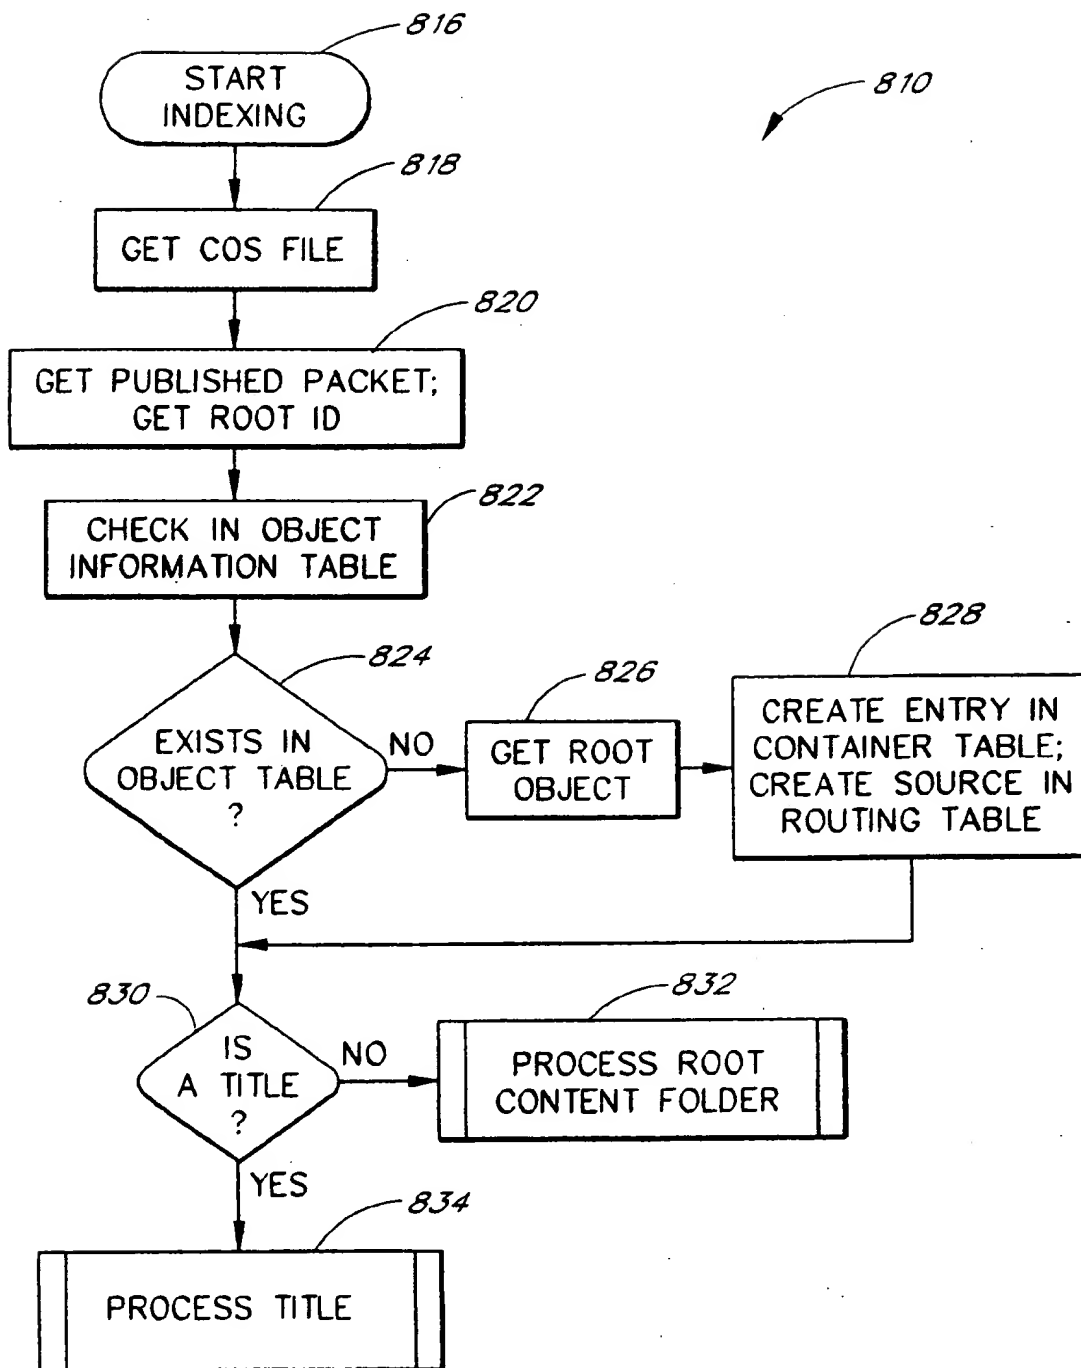 816
START
INDEXING
810
818
GET COS FILE
820
GET PUBLISHED PACKET;
GET ROOT ID
822
CHECK IN OBJECT
INFORMATION TABLE
824
EXISTS IN
OBJECT TABLE
?
NO
826
GET ROOT
OBJECT
828
CREATE ENTRY IN
CONTAINER TABLE;
CREATE SOURCE IN
ROUTING TABLE
YES
830
IS
A TITLE
?
NO
832
PROCESS ROOT
CONTENT FOLDER
YES
834
PROCESS TITLE